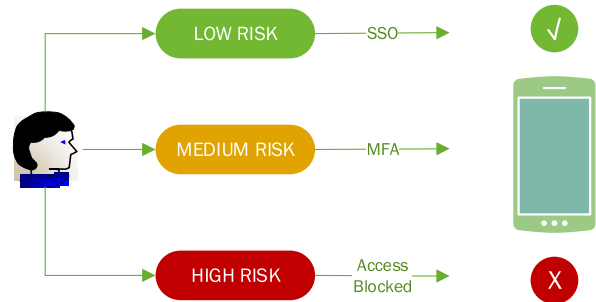 LOW RISK
SSO
MEDIUM RISK
MFA
HIGH RISK
Access
Blocked
X